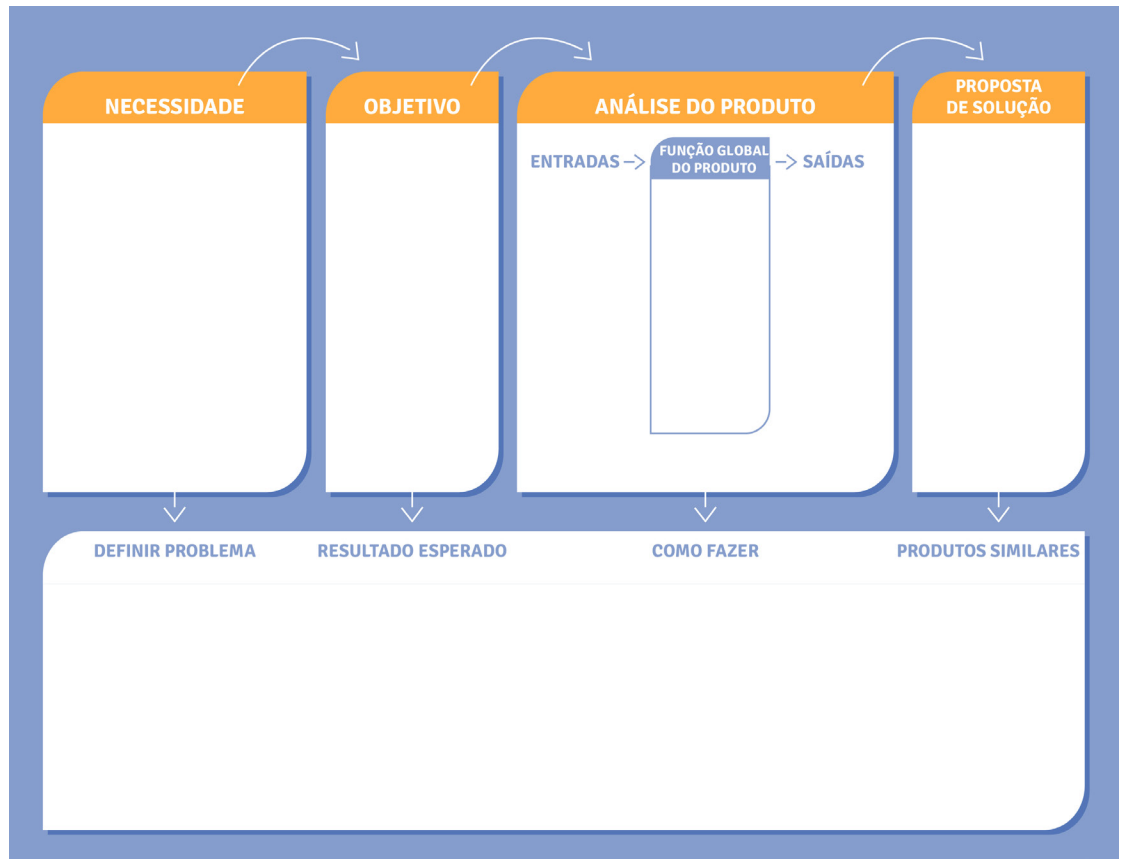 NECESSIDADE
OBJETIVO
ANÁLISE DO PRODUTO
PROPOSTA
DE SOLUÇÃO
ENTRADAS
FUNÇÃO GLOBAL
DO PRODUTO
SAÍDAS
DEFINIR PROBLEMA
RESULTADO ESPERADO
COMO FAZER
PRODUTOS SIMILARES